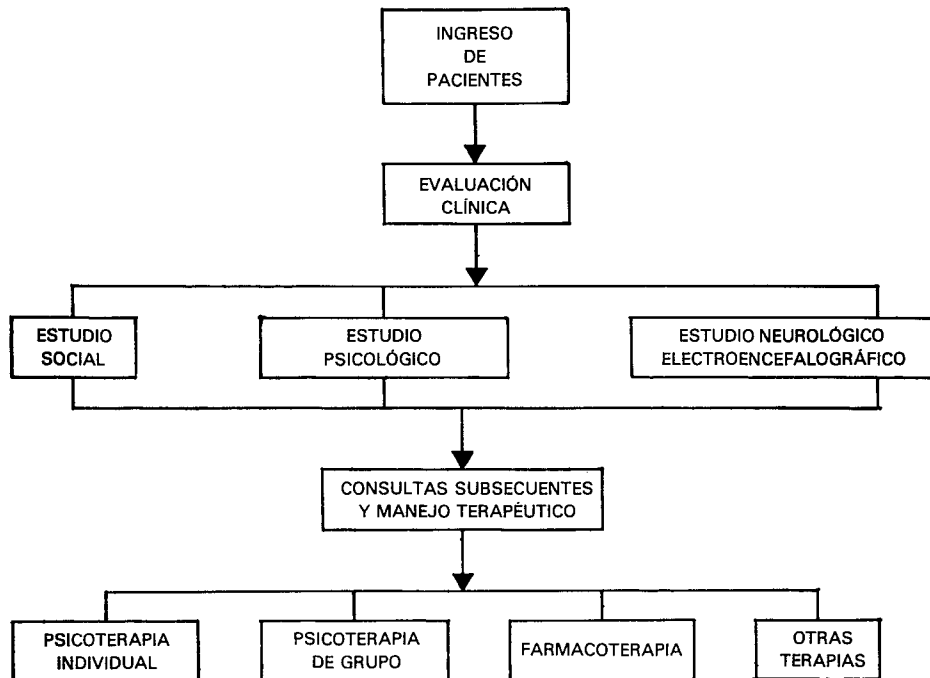 INGRESO
DE
PACIENTES
EVALUACIÓN
CLÍNICA
ESTUDIO
SOCIAL
ESTUDIO
PSICOLÓGICO
ESTUDIO NEUROLÓGICO
ELECTROENCEFALOGRÁFICO
CONSULTAS SUBSECUENTES
Y MANEJO TERAPÉUTICO
PSICOTERAPIA
INDIVIDUAL
PSICOTERAPIA
DE GRUPO
FARMACOTERAPIA
OTRAS
TERAPIAS